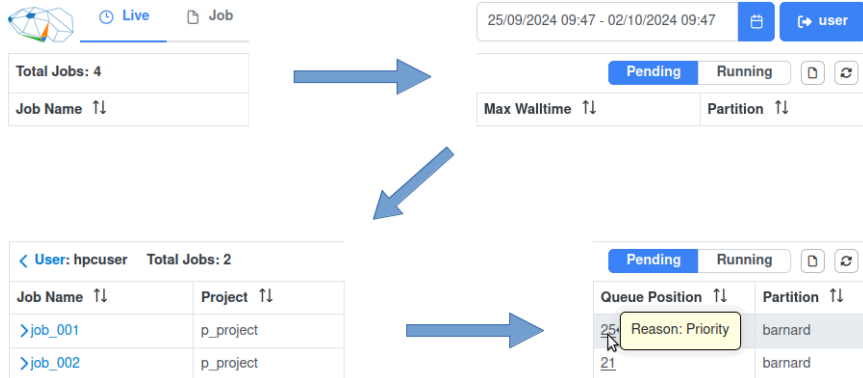 Live Job
25/09/2024 09:47 - 02/10/2024 09:47 user
Total Jobs: 4
Pending Running
Job Name
Max Walltime Partition
User: hpcuser Total Jobs: 2
Pending Running
Job Name Project
Queue Position Partition
job_001 p_project
25 Reason: Priority barnard
job_002 p_project
21 barnard